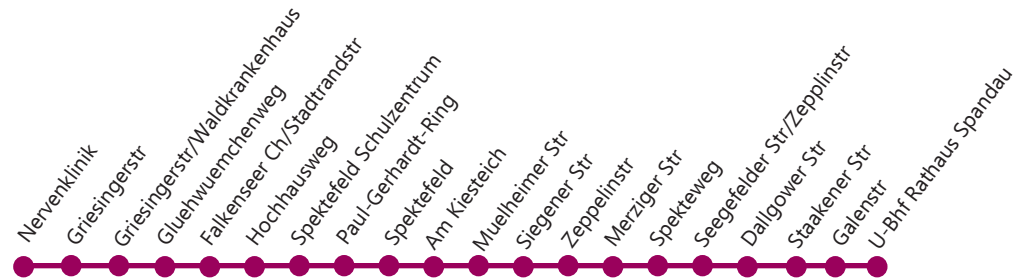 Nervenklinik
Griesingerstr
Griesingerstr/Waldkrankenhaus
Gluehwuemchenweg
Falkenseer Ch/Stadtrandstr
Hochhausweg
Spektefeld Schulzentrum
Paul-Gerhardt-Ring
Spektefeld
Am Kiesteich
Muelheimer Str
Siegener Str
Zeppelinstr
Merziger Str
Spekteweg
Seegefelder Str/Zepplinstr
Dallgower Str
Staakener Str
Galenstr
U-Bhf Rathaus Spandau